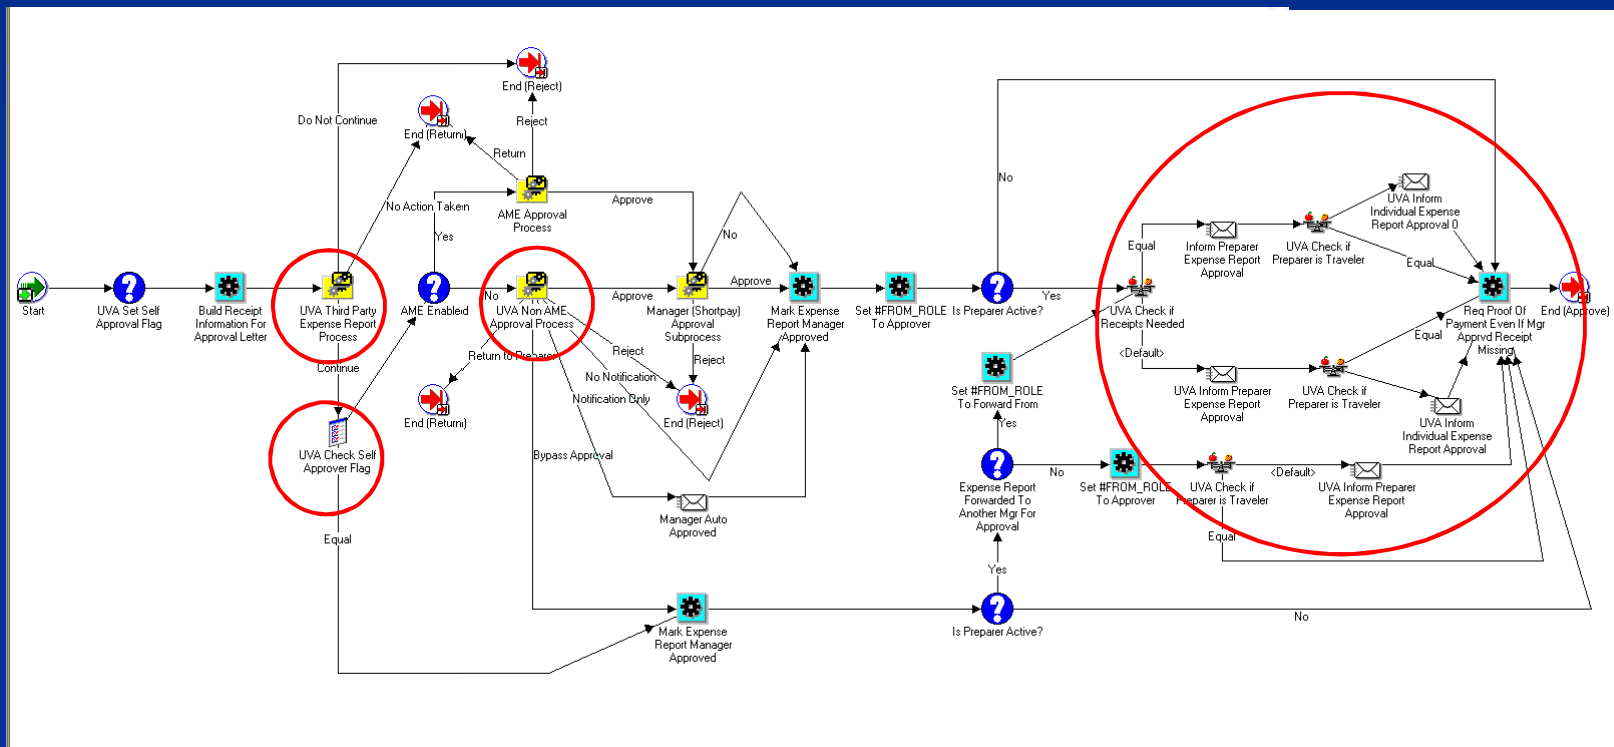 End (Reject)
Do Not Continue
End (Return)
Reject
Return
No Action Taken
AME Approval
Process
Approve
Yes
No
No
UVA Inform
Individual Expense
Report Approval 0
Equal
Inform Preparer
Expense Report
Approval
UVA Check if
Preparer is Traveler
Equal
Start
UVA Set Self
Approval Flag
Build Receipt
Information For
Approval Letter
UVA Third Party
Expense Report
Process
AME Enabled
No
UVA Non AME
Approval Process
Approve
Manager (Shortpay)
Approval
Subprocess
Approve
Mark Expense
Report Manager
Approved
Set #FROM_ROLE
To Approver
Is Preparer Active?
Yes
UVA Check if
Receipts Needed
Req Proof Of
Payment Even If Mgr
Apprvd Receipt
Missing
End (Approve)
Continue
Return to Preparer
Reject
No Notification
Notification Only
Reject
End (Return)
End (Reject)
<Default>
Equal
UVA Inform Preparer
Expense Report
Approval
UVA Check if
Preparer is Traveler
UVA Inform
Individual Expense
Report Approval
Set #FROM_ROLE
To Forward From
Yes
UVA Check Self
Approver Flag
Bypass Approval
Manager Auto
Approved
Expense Report
Forwarded To
Another Mgr For
Approval
No
Set #FROM_ROLE
To Approver
UVA Check if
Preparer is Traveler
<Default>
UVA Inform Preparer
Expense Report
Approval
Equal
Equal
Yes
Mark Expense
Report Manager
Approved
Is Preparer Active?
No